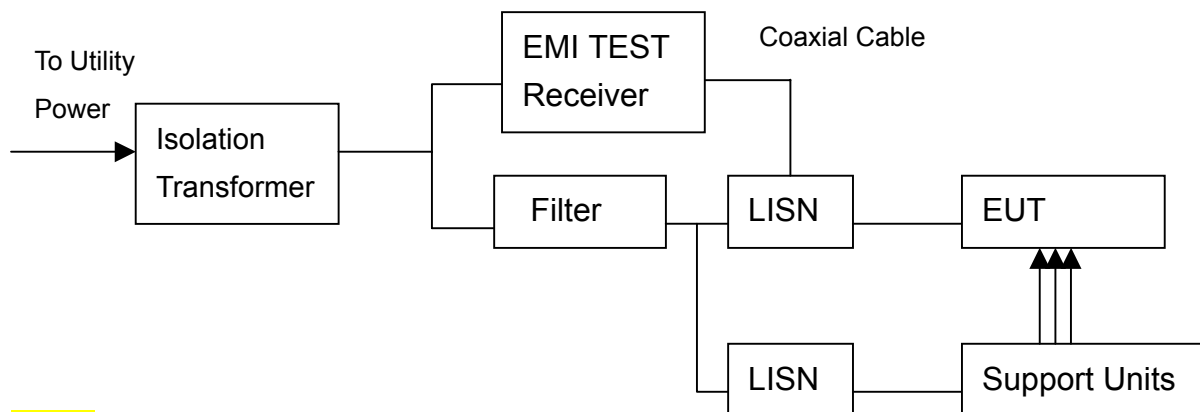 To Utility
Power
Isolation
Transformer
EMI TEST
Receiver
Coaxial Cable
Filter
LISN
EUT
LISN
Support Units